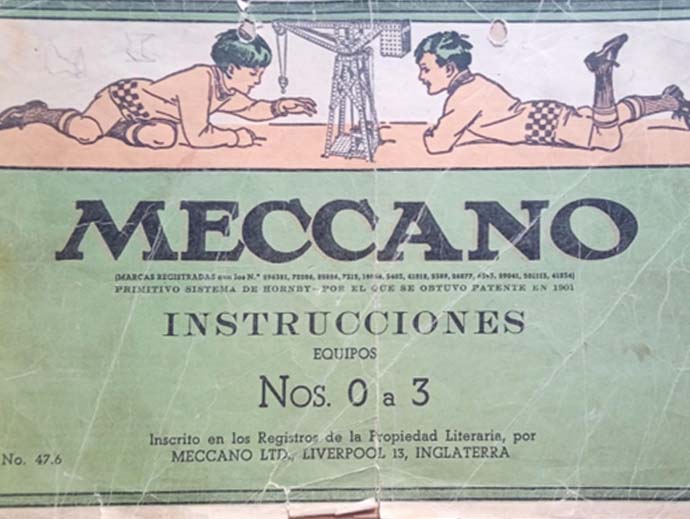 MECCANO
(MARCAS REGISTRADAS con los N.º 296321,
PRIMITIVO SISTEMA DE HORNBY—POR EL QUE SE OBTUVO PATENTE EN 1901
INSTRUCCIONES
EQUIPOS
Nos. 0 a 3
Inscrito en los Registros de la Propiedad Literaria, por
No. 47.6
MECCANO LTD., LIVERPOOL 13, INGLATERRA